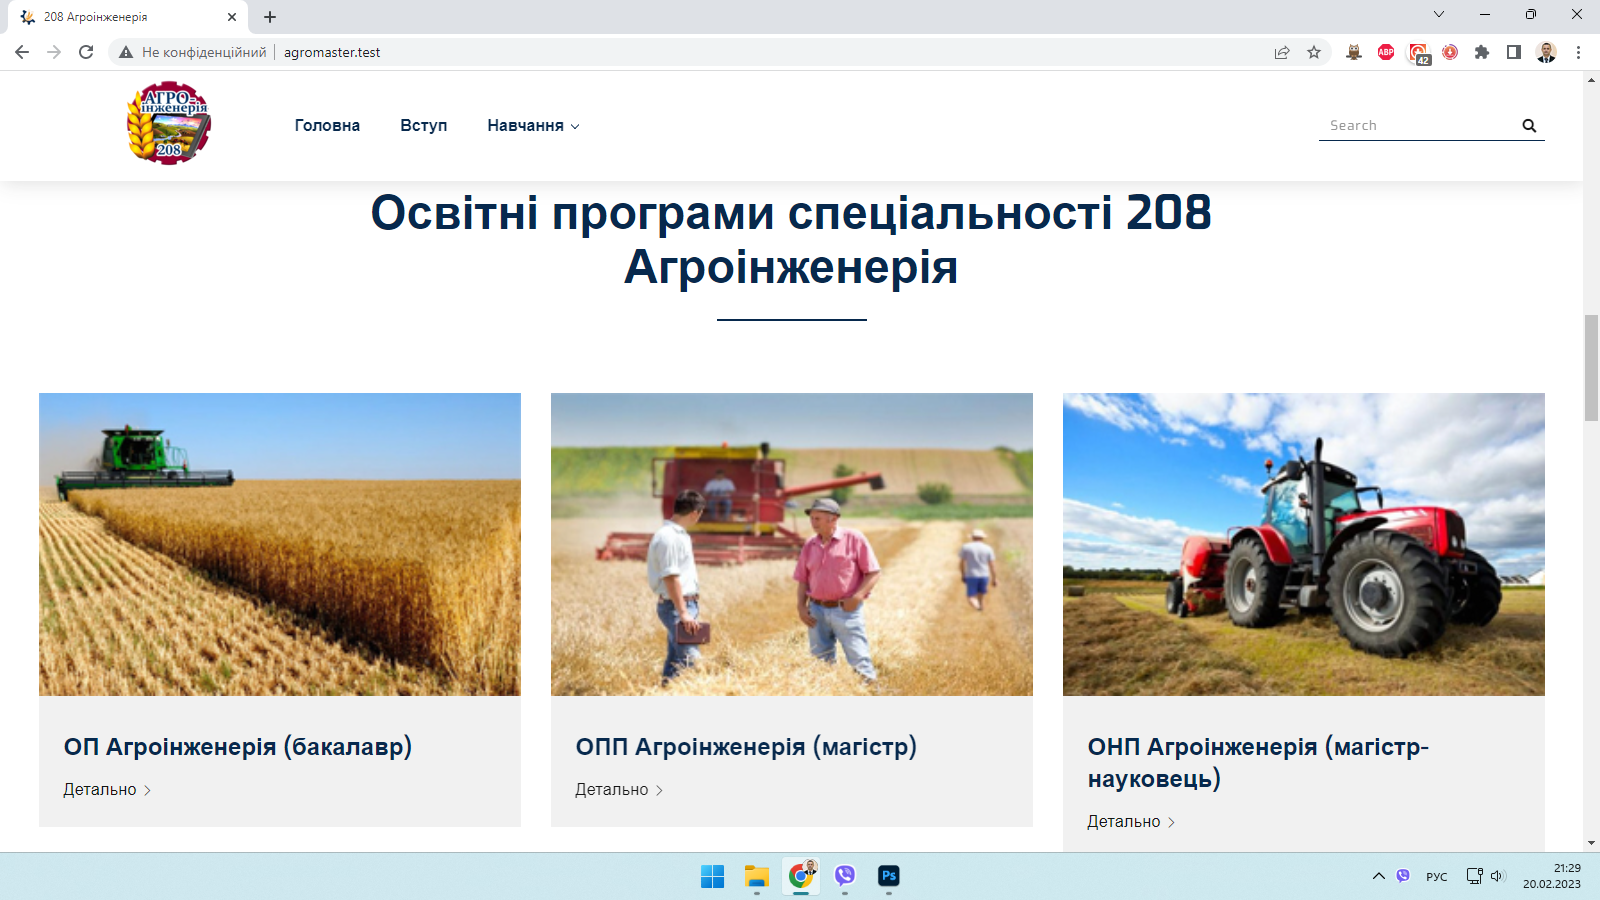 208 Агроінженерія
Не конфіденційний agromaster.test
ABP
42
АГРО-
інженерія
208
Головна Вступ Навчання
Search
Освітні програми спеціальності 208
Агроінженерія
ОП Агроінженерія (бакалавр)
Детально
ОПП Агроінженерія (магістр)
Детально
ОНП Агроінженерія (магістр-
науковець)
Детально
Ps
РУС
21:29
20.02.2023